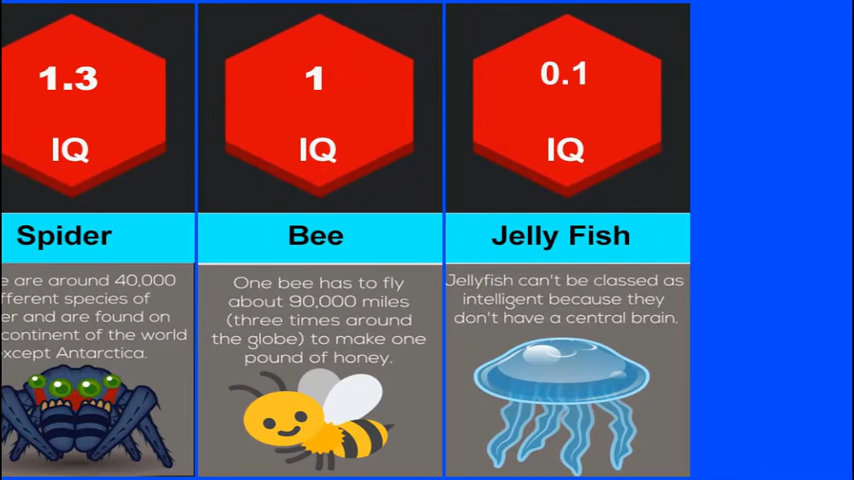 1.3
IQ
Spider
are around 40,000
species of
and are found on
continent of the world
except Antarctica.
1
IQ
Bee
One bee has to fly
about 90,000 miles
(three times around
the globe) to make one
pound of honey.
0.1
IQ
Jelly Fish
Jellyfish can't be classed as
intelligent because they
don't have a central brain.